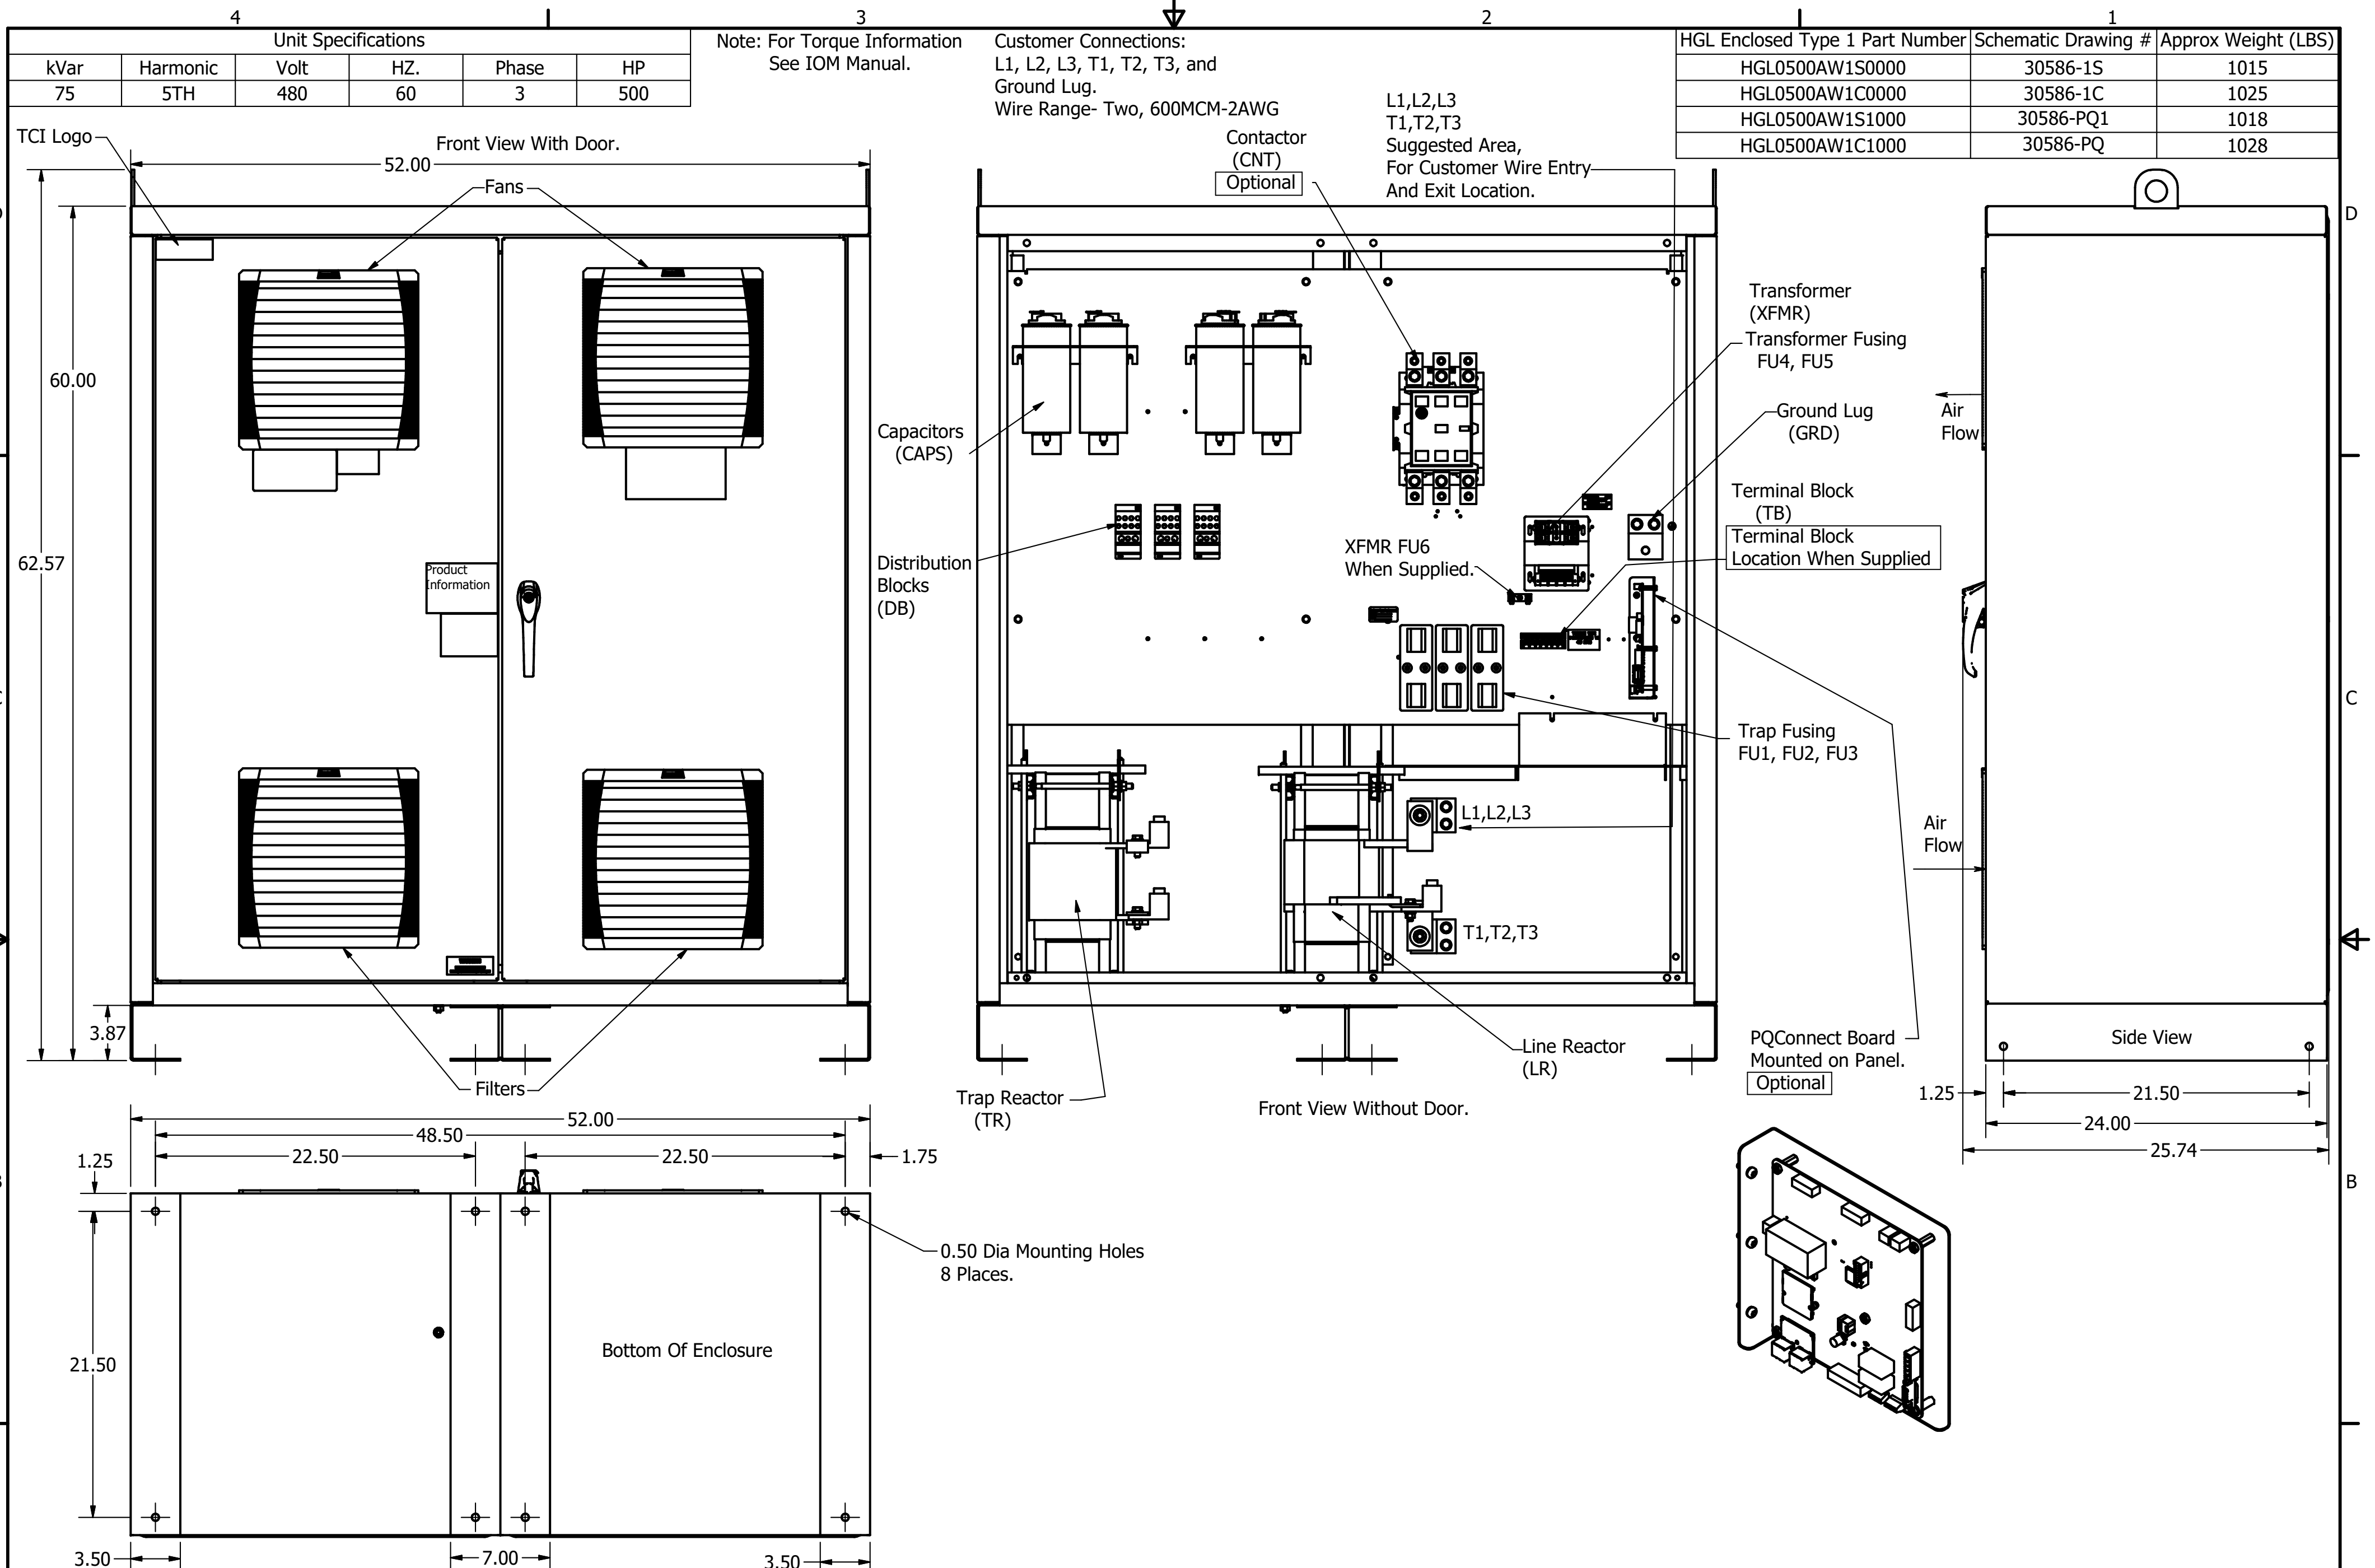 4
3
2
1
Unit Specifications
kVar Harmonic Volt HZ. Phase HP
75 5TH 480 60 3 500
Note: For Torque Information
See IOM Manual.
Customer Connections:
L1, L2, L3, T1, T2, T3, and
Ground Lug.
Wire Range- Two, 600MCM-2AWG
HGL Enclosed Type 1 Part Number Schematic Drawing # Approx Weight (LBS)
HGL0500AW1S0000 30586-1S 1015
HGL0500AW1C0000 30586-1C 1025
HGL0500AW1S1000 30586-PQ1 1018
HGL0500AW1C1000 30586-PQ 1028
L1,L2,L3
T1,T2,T3
Suggested Area,
For Customer Wire Entry
And Exit Location.
Contactor
(CNT)
Optional
TCI Logo
Front View With Door.
52.00
Fans
60.00
62.57
3.87
Product
Information
Filters
Capacitors
(CAPS)
Distribution
Blocks
(DB)
XFMR FU6
When Supplied.
Transformer
(XFMR)
Transformer Fusing
FU4, FU5
Ground Lug
(GRD)
Terminal Block
(TB)
Terminal Block
Location When Supplied
Trap Fusing
FU1, FU2, FU3
L1,L2,L3
T1,T2,T3
Line Reactor
(LR)
Trap Reactor
(TR)
Front View Without Door.
PQConnect Board
Mounted on Panel.
Optional
Air
Flow
Air
Flow
Side View
1.25
21.50
24.00
25.74
D
C
B
52.00
48.50
22.50
22.50
1.75
1.25
21.50
0.50 Dia Mounting Holes
8 Places.
Bottom Of Enclosure
3.50
7.00
3.50